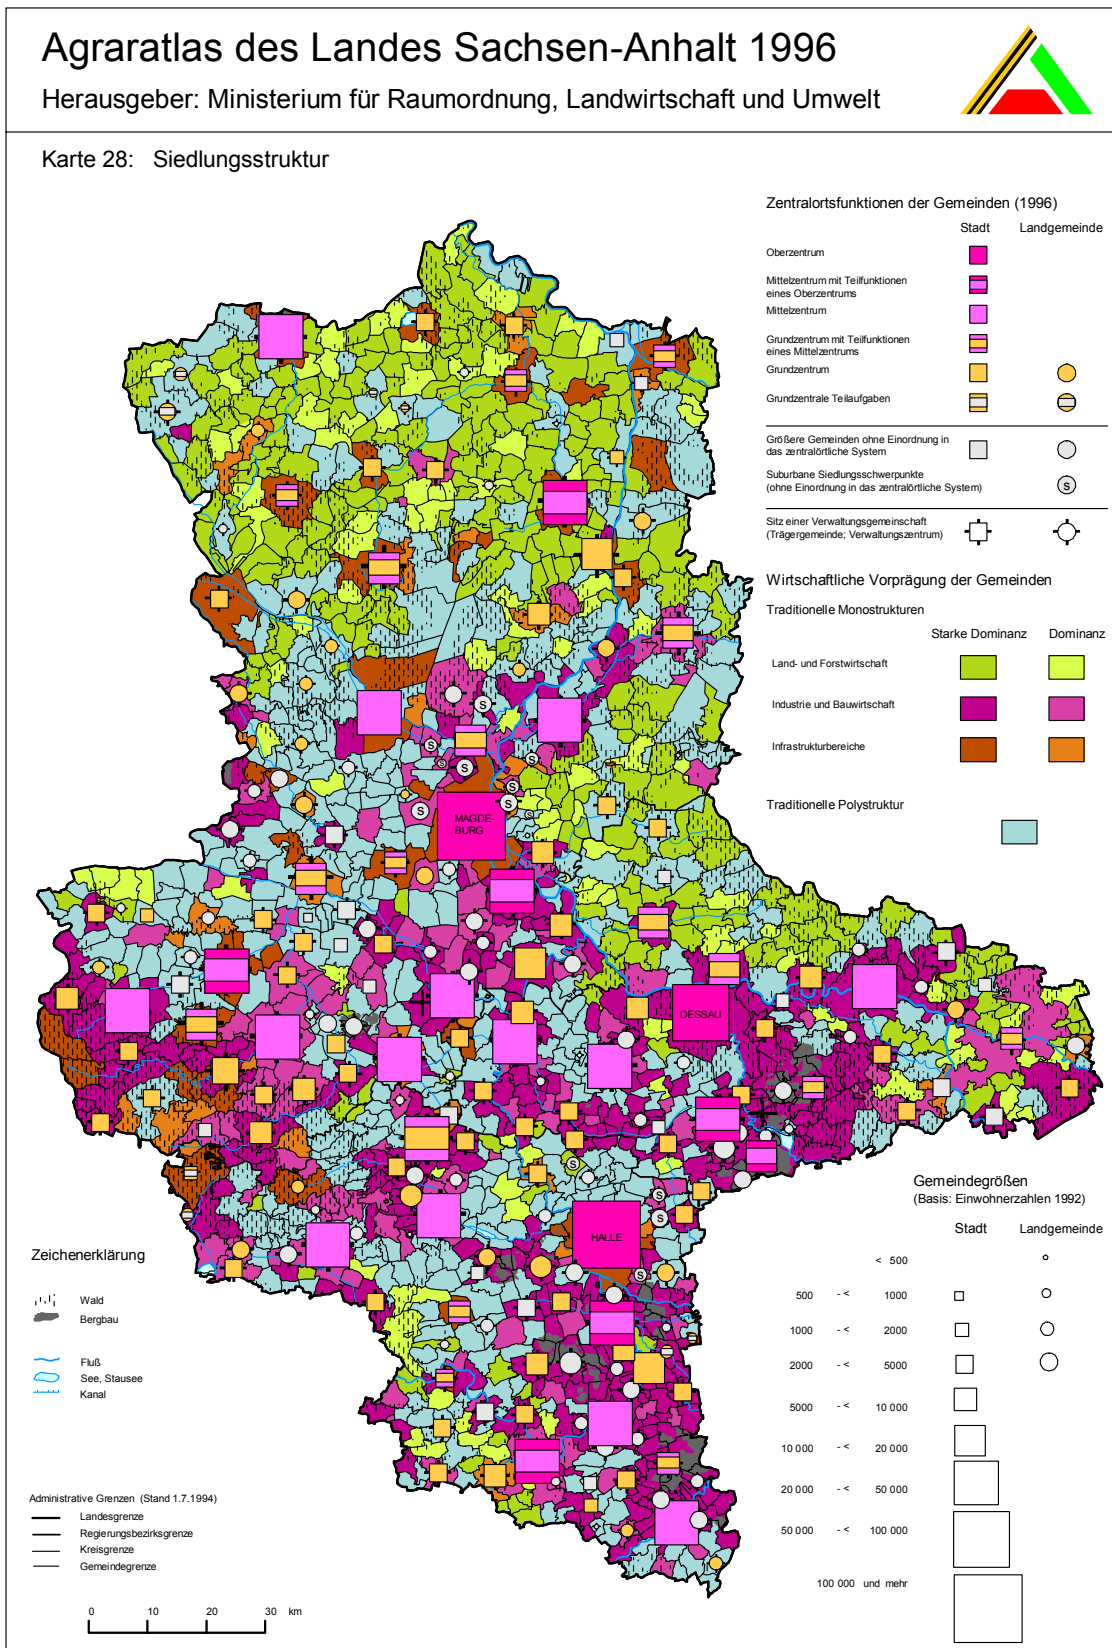 Agraratlas des Landes Sachsen-Anhalt 1996
Herausgeber: Ministerium für Raumordnung, Landwirtschaft und Umwelt
Karte 28: Siedlungsstruktur
Zentralortsfunktionen der Gemeinden (1996)
Stadt Landgemeinde
Oberzentrum
Mittelzentrum mit Teilfunktionen
eines Oberzentrums
Mittelzentrum
Grundzentrum mit Teilfunktionen
eines Mittelzentrums
Grundzentrum
Grundzentrale Teilaufgaben
Größere Gemeinden ohne Einordnung in
das zentralörtliche System
Suburbane Siedlungsschwerpunkte
(ohne Einordnung in das zentralörtliche System)
S
Sitz einer Verwaltungsgemeinschaft
(Trägergemeinde; Verwaltungszentrum)
Wirtschaftliche Vorprägung der Gemeinden
Traditionelle Monostrukturen
Starke Dominanz Dominanz
Land- und Forstwirtschaft
Industrie und Bauwirtschaft
Infrastrukturbereiche
Traditionelle Polystruktur
S
S
S
S
S
S
S
S
S
S
MAGDE-
BURG
DESSAU
S
S
S
HALLE
S
Gemeindegrößen
(Basis: Einwohnerzahlen 1992)
Stadt Landgemeinde
< 500
500 - < 1000
1000 - < 2000
2000 - < 5000
5000 - < 10 000
10 000 - < 20 000
20 000 - < 50 000
50 000 - < 100 000
100 000 und mehr
Zeichenerklärung
Wald
Bergbau
Fluß
See, Stausee
Kanal
Administrative Grenzen (Stand 1.7.1994)
Landesgrenze
Regierungsbezirksgrenze
Kreisgrenze
Gemeindegrenze
0 10 20 30 km